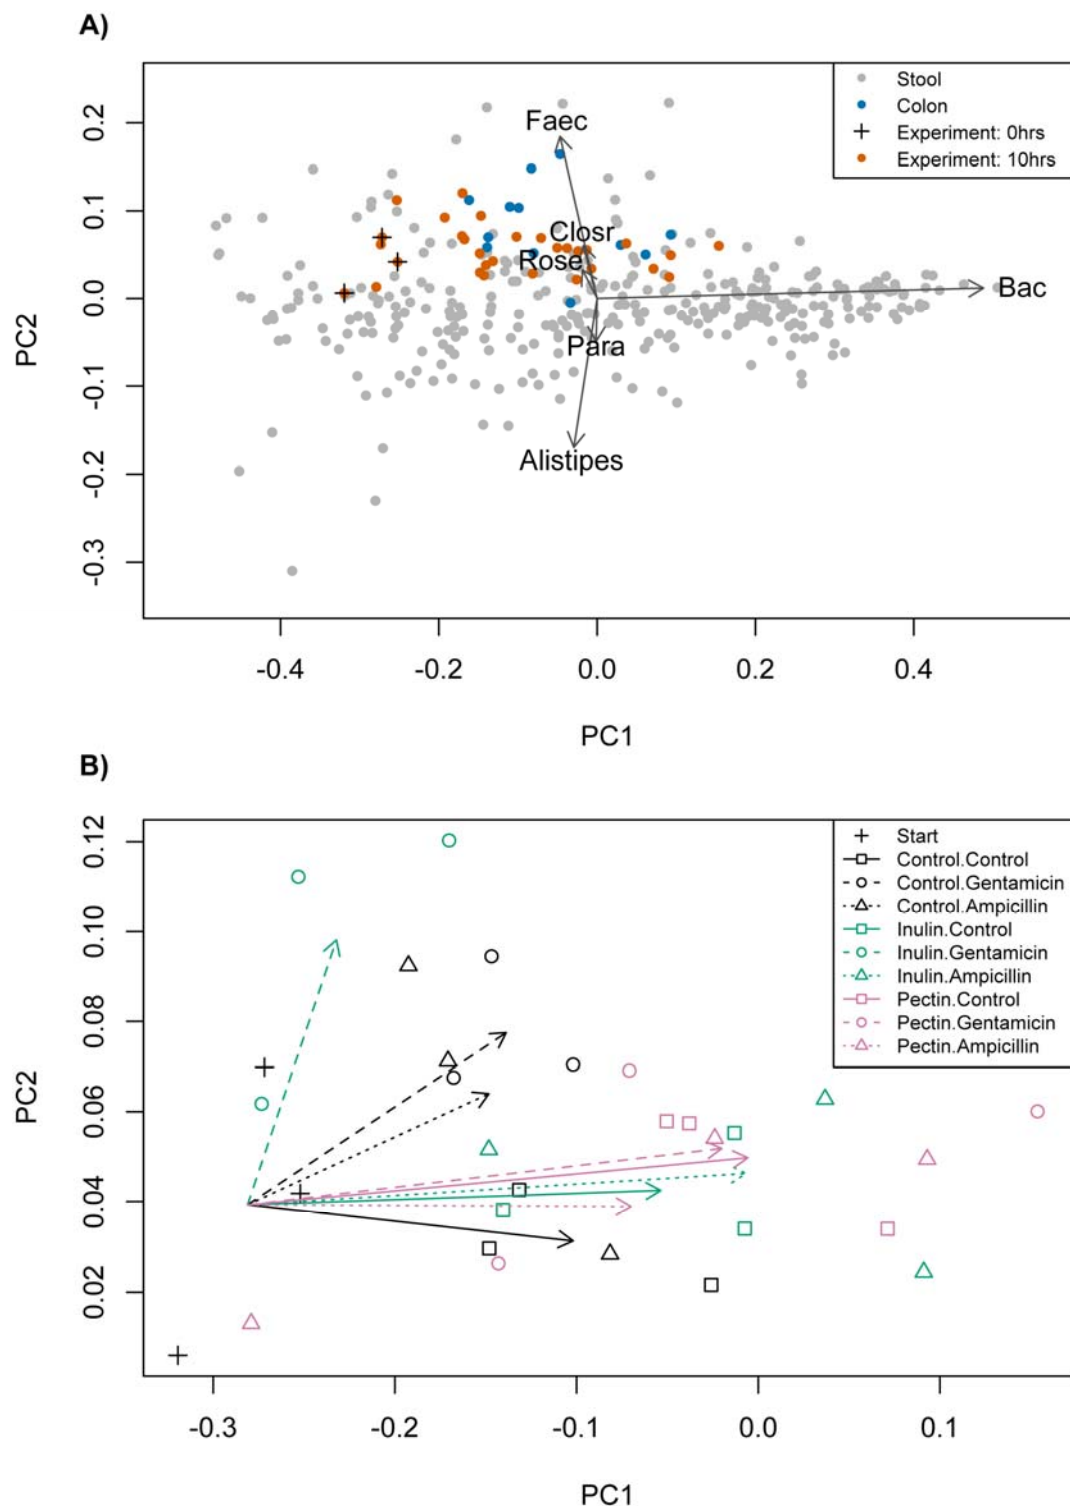 A)
Stool
Colon
Experiment: 0hrs
Experiment: 10hrs
Faec
Closr
Rose
Bac
Para
Alistipes
PC2
0.2
0.1
0.0
-0.1
-0.2
-0.3
-0.4 -0.2 0.0 0.2 0.4
PC1
B)
Start
Control.Control
Control.Gentamicin
Control.Ampicillin
Inulin.Control
Inulin.Gentamicin
Inulin.Ampicillin
Pectin.Control
Pectin.Gentamicin
Pectin.Ampicillin
PC2
0.12
0.10
0.08
0.06
0.04
0.02
-0.3 -0.2 -0.1 0.0 0.1
PC1